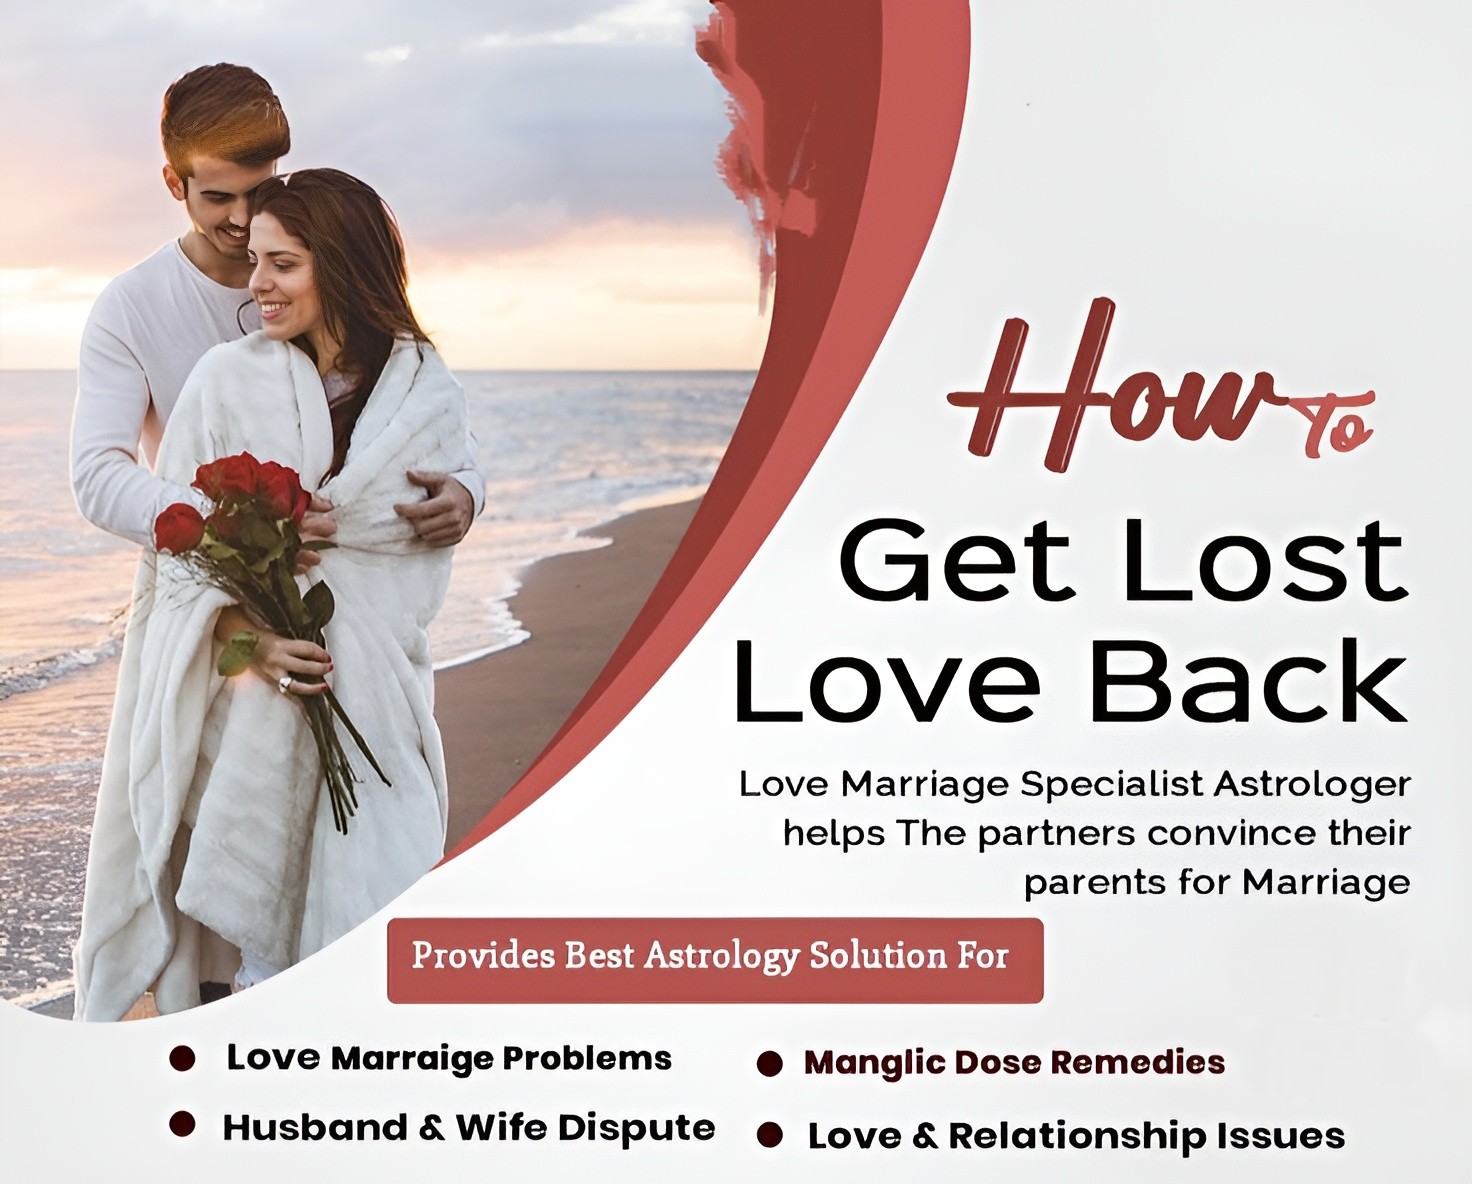 How To
Get Lost
Love Back
Love Marriage Specialist Astrologer
helps The partners convince their
parents for Marriage
Provides Best Astrology Solution For
Love Marraige Problems
Manglic Dose Remedies
Husband & Wife Dispute
Love & Relationship Issues